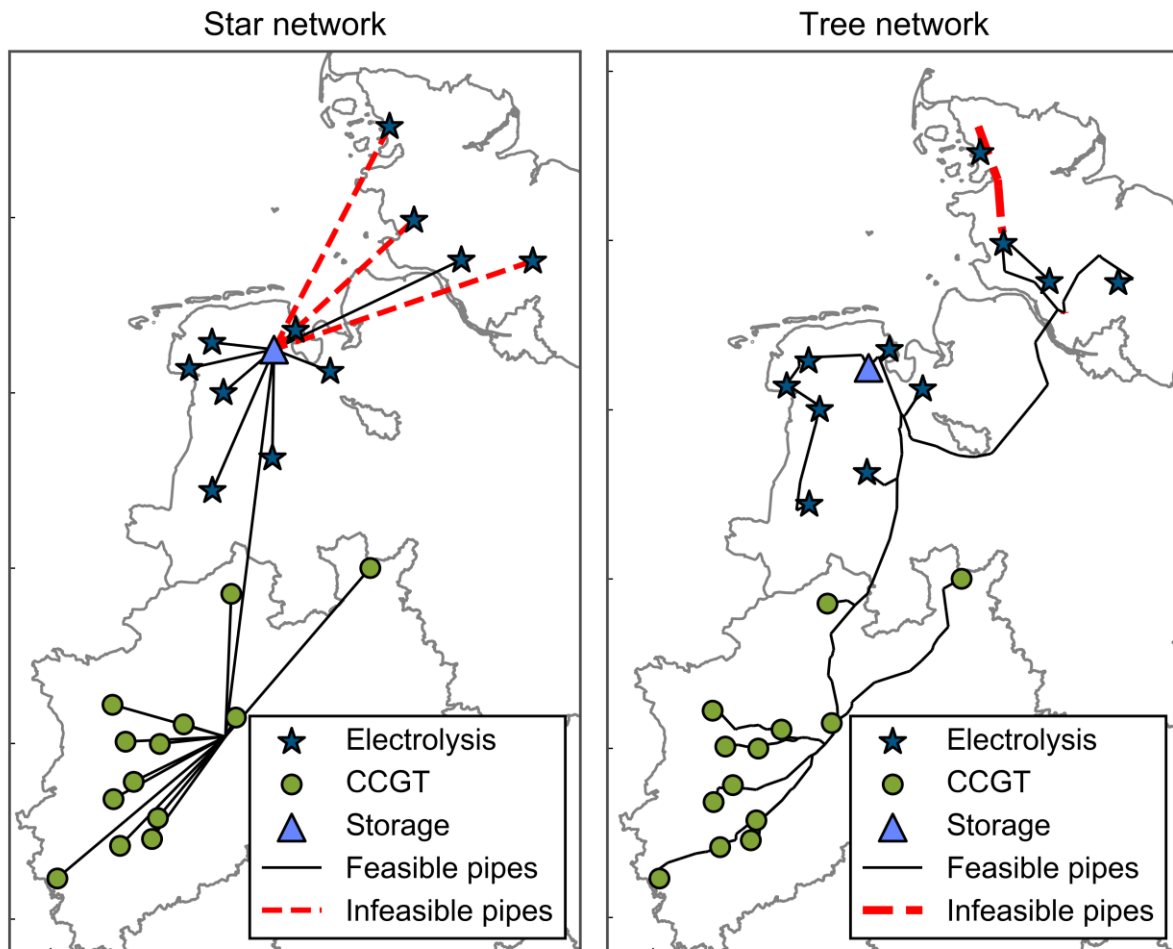 Star network
Tree network
Electrolysis
CCGT
Storage
Feasible pipes
Infeasible pipes
Electrolysis
CCGT
Storage
Feasible pipes
Infeasible pipes